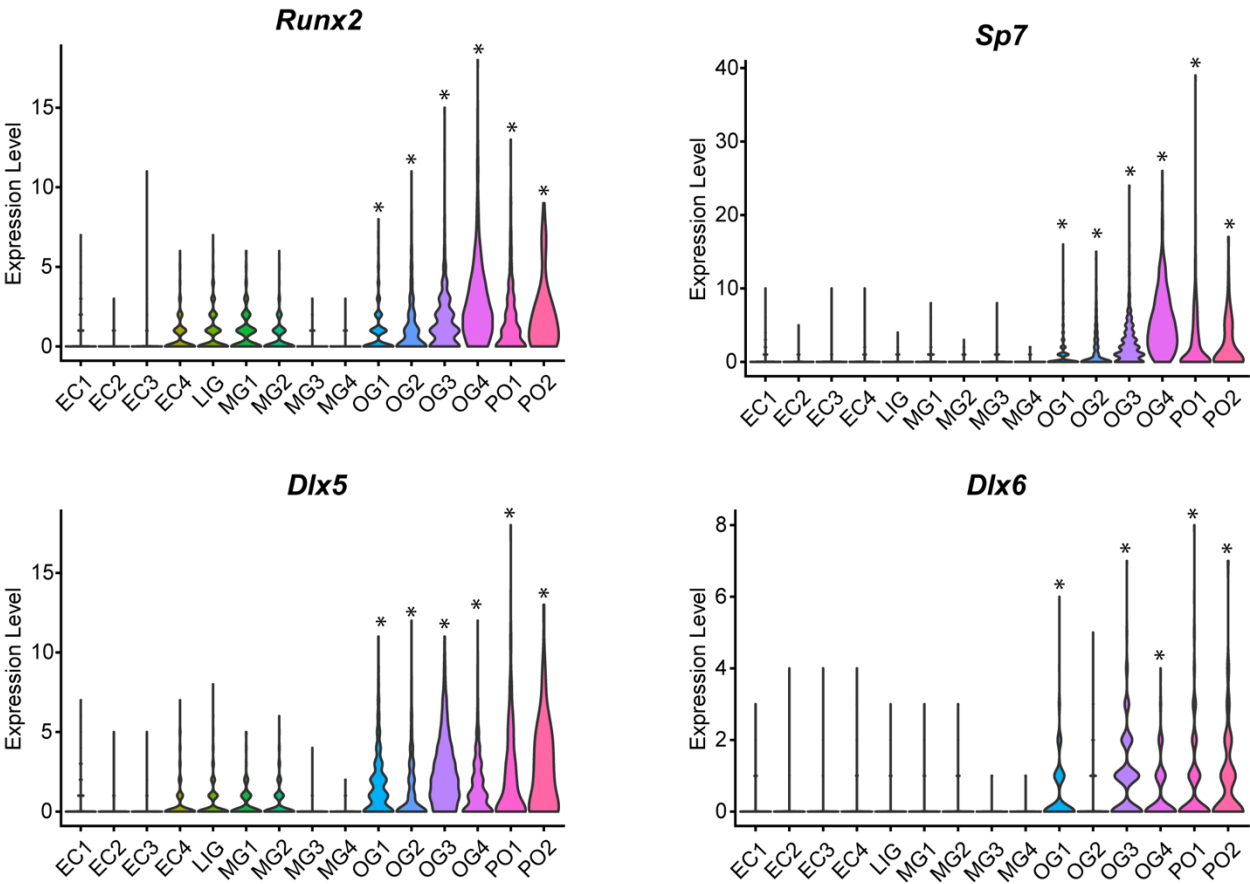 Runx2
Expression Level
15
10
5
0
* * * * * *
EC1 EC2 EC3 EC4 LIG MG1 MG2 MG3 MG4 OG1 OG2 OG3 OG4 PO1 PO2
Sp7
Expression Level
40
30
20
10
0
* * * * * *
EC1 EC2 EC3 EC4 LIG MG1 MG2 MG3 MG4 OG1 OG2 OG3 OG4 PO1 PO2
Dlx5
Expression Level
15
10
5
0
* * * * * *
EC1 EC2 EC3 EC4 LIG MG1 MG2 MG3 MG4 OG1 OG2 OG3 OG4 PO1 PO2
Dlx6
Expression Level
8
6
4
2
0
* * * * *
EC1 EC2 EC3 EC4 LIG MG1 MG2 MG3 MG4 OG1 OG2 OG3 OG4 PO1 PO2